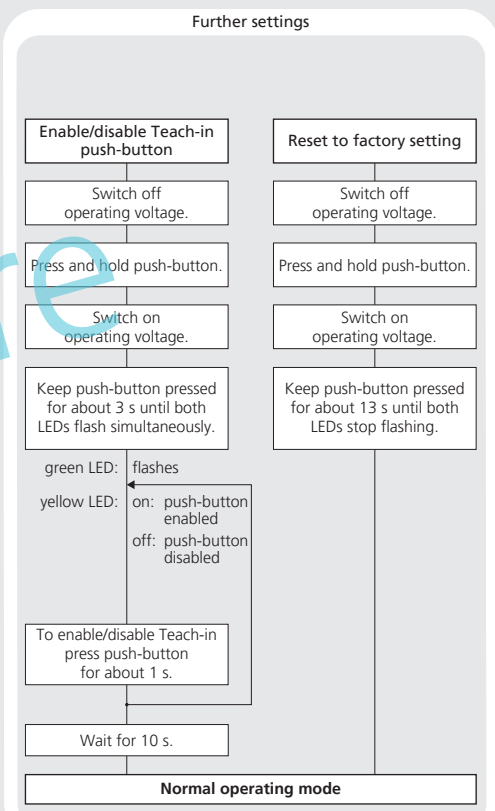 Further settings
Enable/disable Teach-in
push-button
Switch off
operating voltage.
Press and hold push-button.
Switch on
operating voltage.
Keep push-button pressed
for about 3 s until both
LEDs flash simultaneously.
green LED: flashes
yellow LED: on: push-button
enabled
off: push-button
disabled
To enable/disable Teach-in
press push-button
for about 1 s.
Wait for 10 s.
Reset to factory setting
Switch off
operating voltage.
Press and hold push-button.
Switch on
operating voltage.
Keep push-button pressed
for about 13 s until both
LEDs stop flashing.
Normal operating mode
re